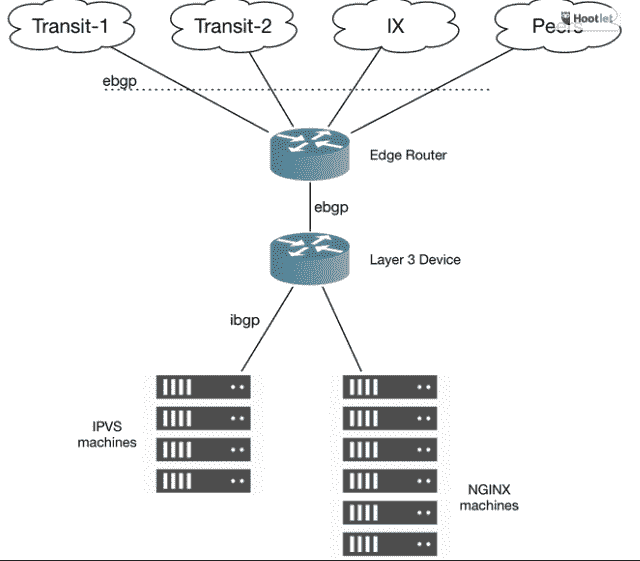 Transit-1
Transit-2
IX
Peers
Hootlet
ebgp
Edge Router
ebgp
Layer 3 Device
ibgp
IPVS
machines
NGINX
machines